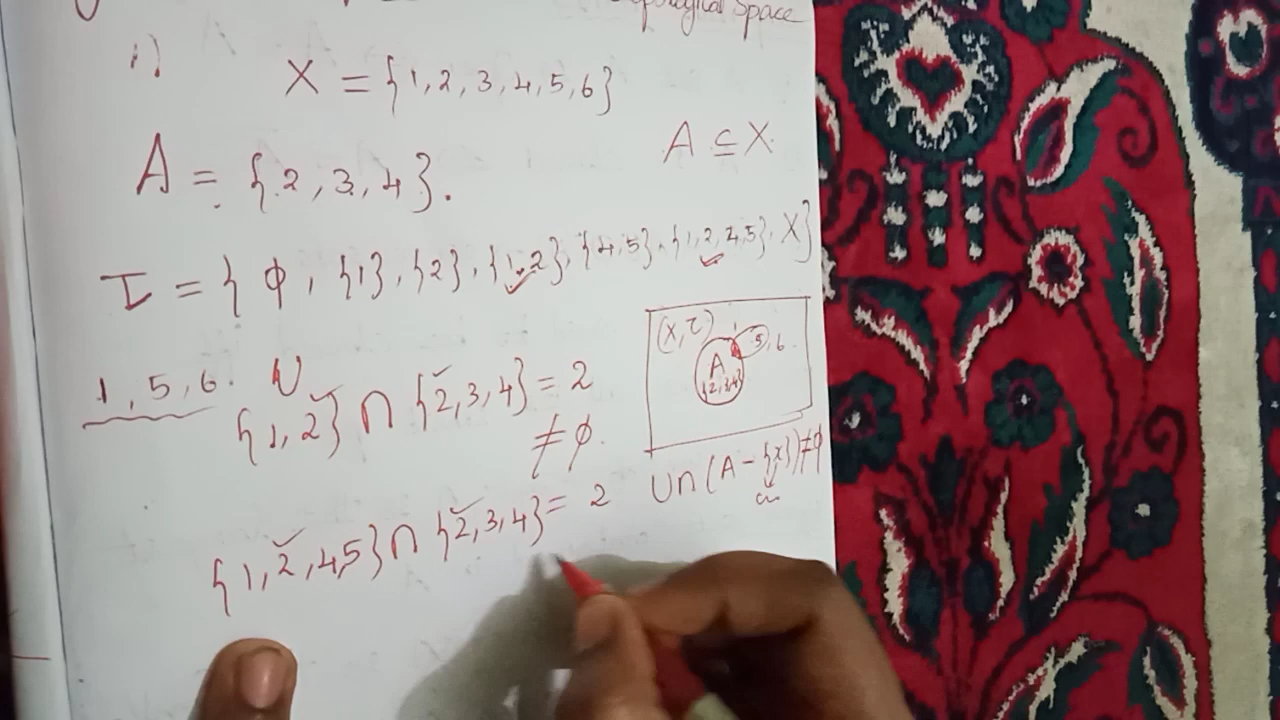 Space
1)
X = {1, 2, 3, 4, 5, 6}
A = {2, 3, 4}.
A ⊆ X.
τ = { φ, {1}, {2}, {1, 2}, {4, 5}, {1, 2, 4, 5}, X}
(X, τ)
A
{2,3,4}
1
5, 6.
1, 5, 6. U
{1, 2} ∩ {2, 3, 4} = 2
≠ φ.
U∩(A - {x}) ≠ φ
{1, 2, 4, 5} ∩ {2, 3, 4} = 2